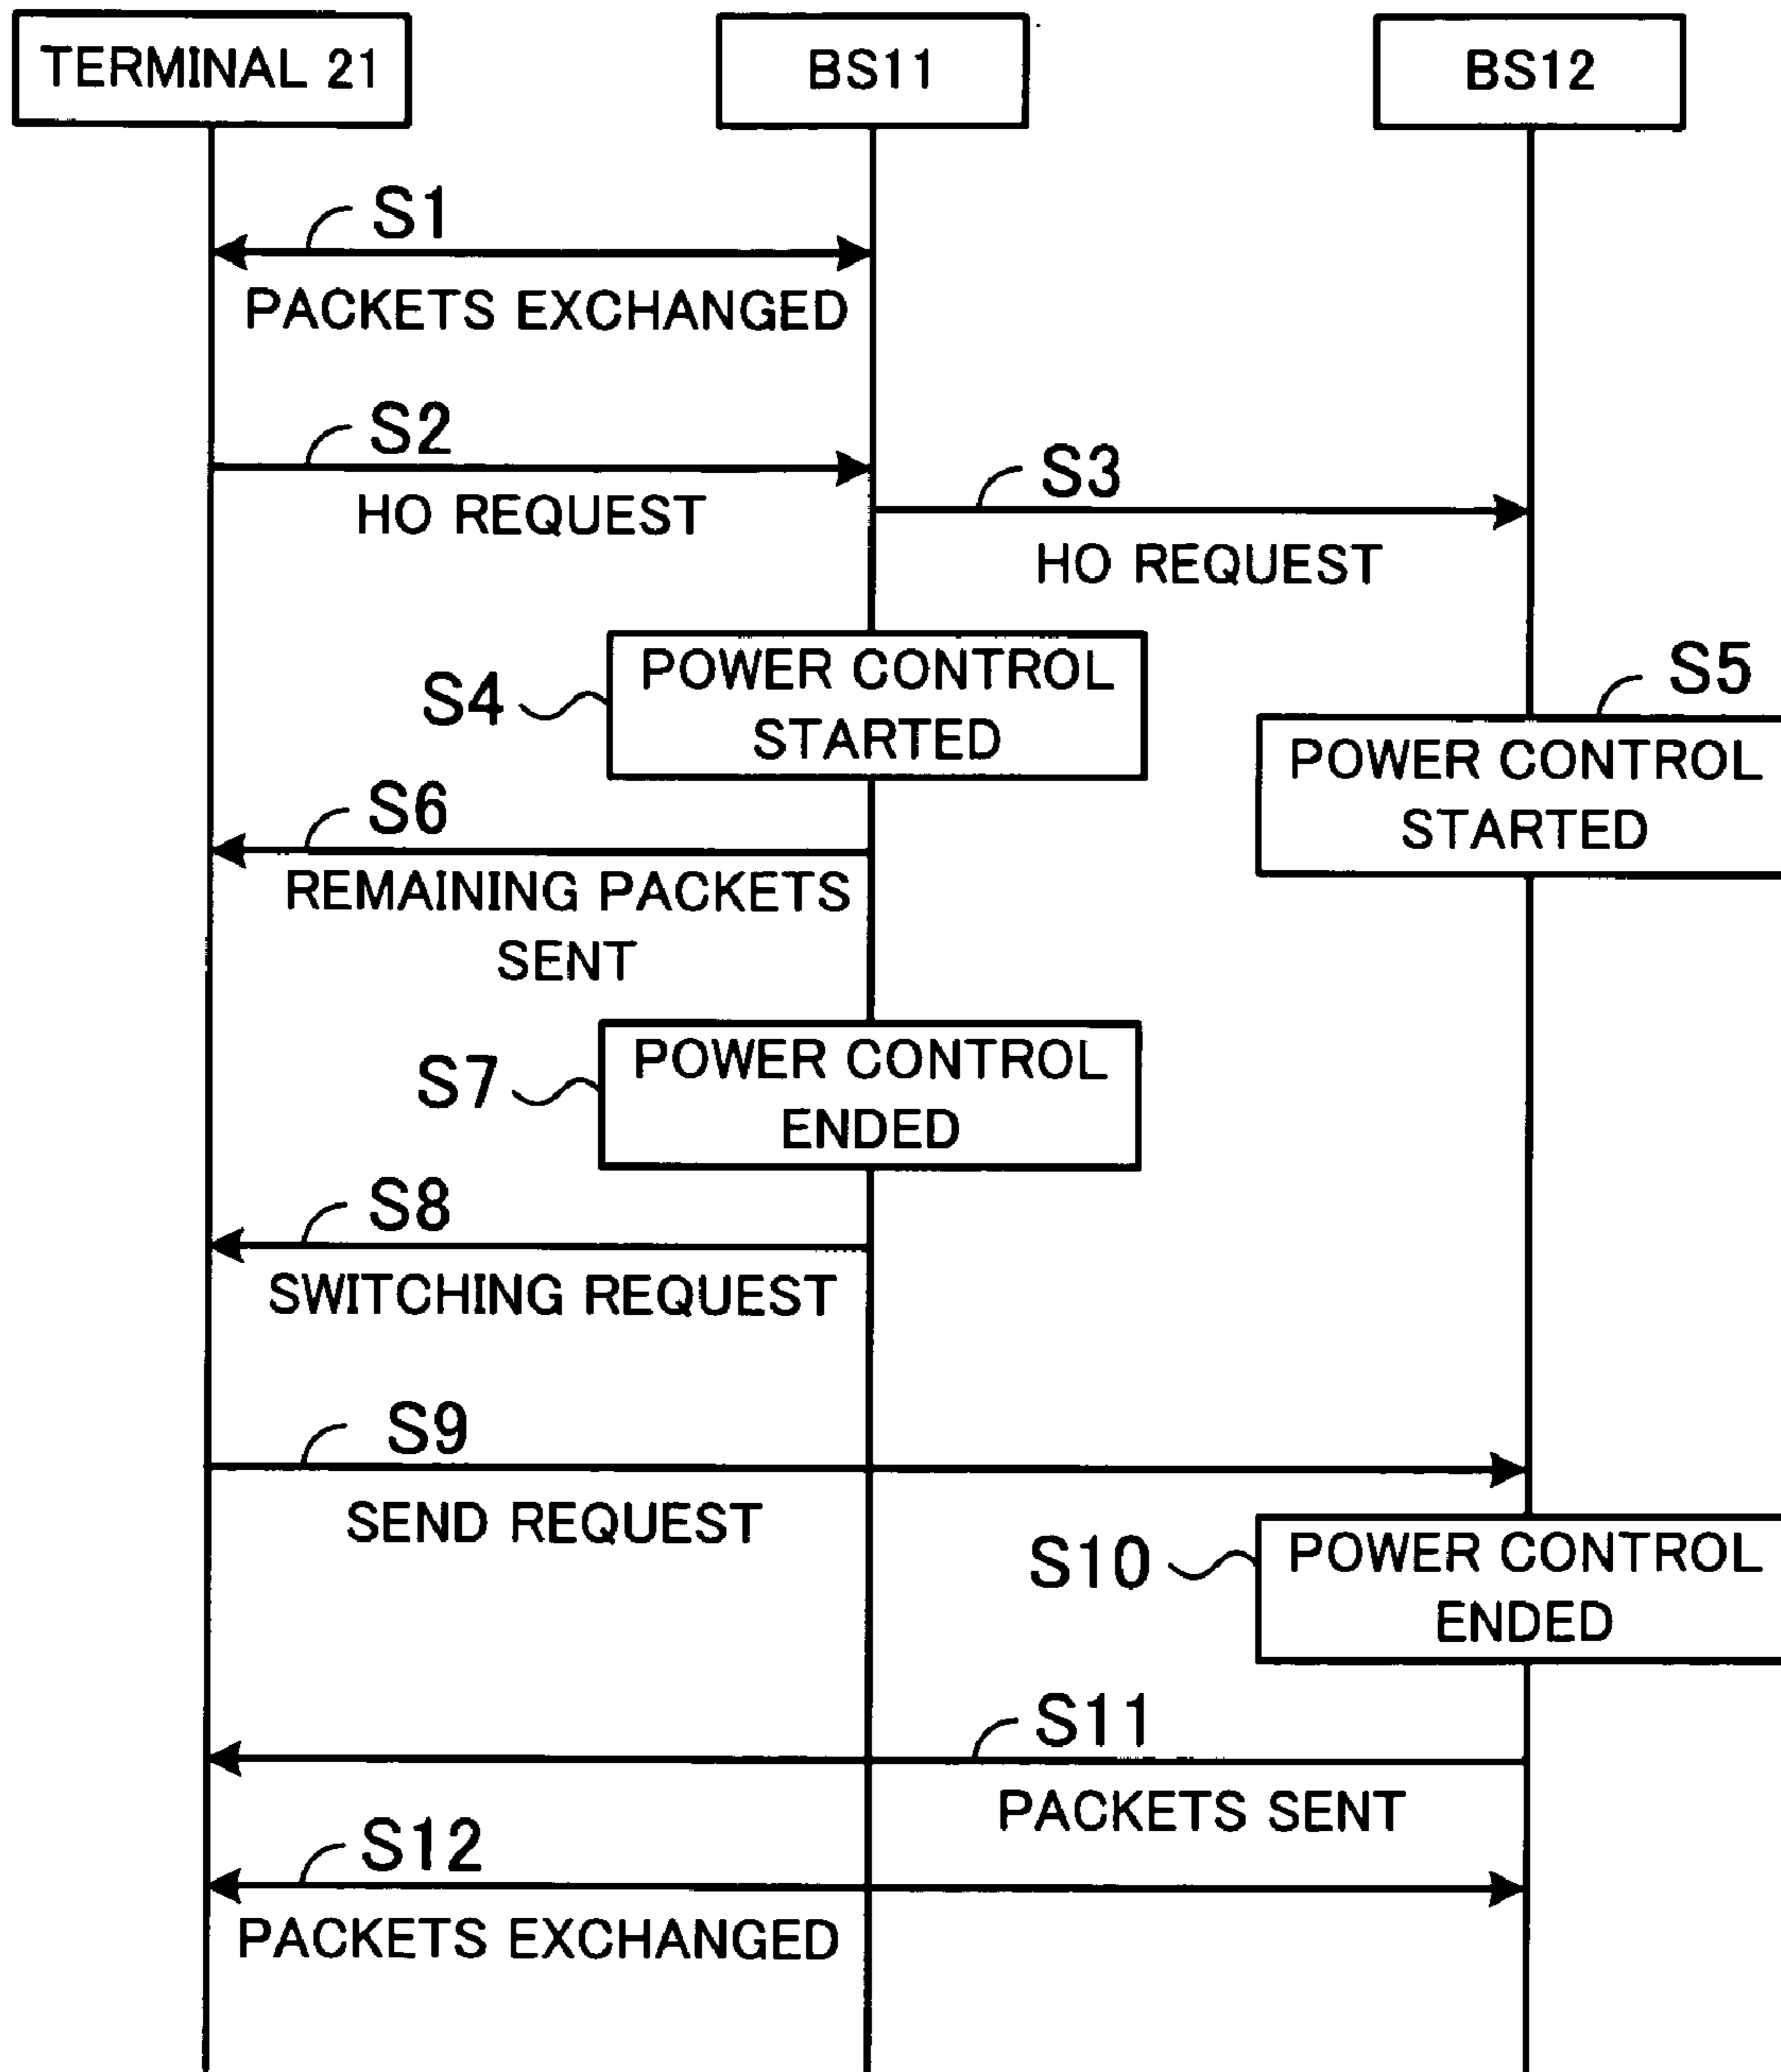 TERMINAL 21
BS11
BS12
S1
PACKETS EXCHANGED
S2
HO REQUEST
S3
HO REQUEST
S4
POWER CONTROL
STARTED
S5
POWER CONTROL
STARTED
S6
REMAINING PACKETS
SENT
S7
POWER CONTROL
ENDED
S8
SWITCHING REQUEST
S9
SEND REQUEST
S10
POWER CONTROL
ENDED
S11
PACKETS SENT
S12
PACKETS EXCHANGED